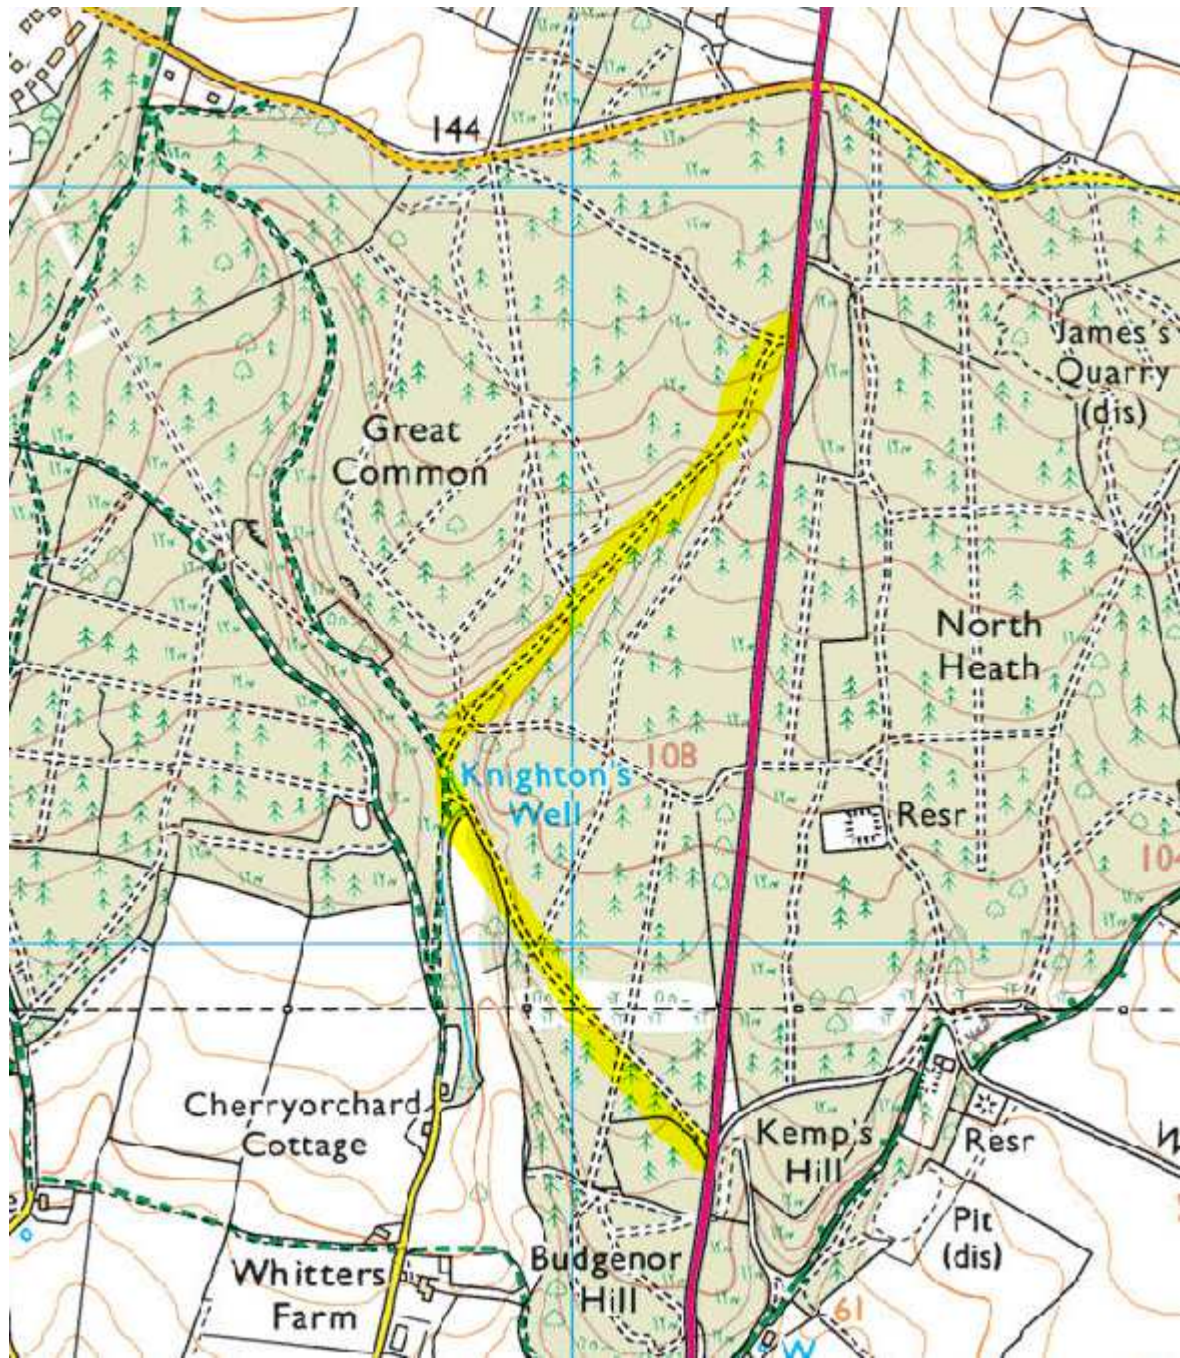 144
James's
Quarry
(dis)
Great
Common
North
Heath
108
Knighton's
Well
Resr
104
Cherryorchard
Cottage
Kemp's
Hill
Resr
Pit
(dis)
Whitters
Farm
Budgenor
Hill
61
W